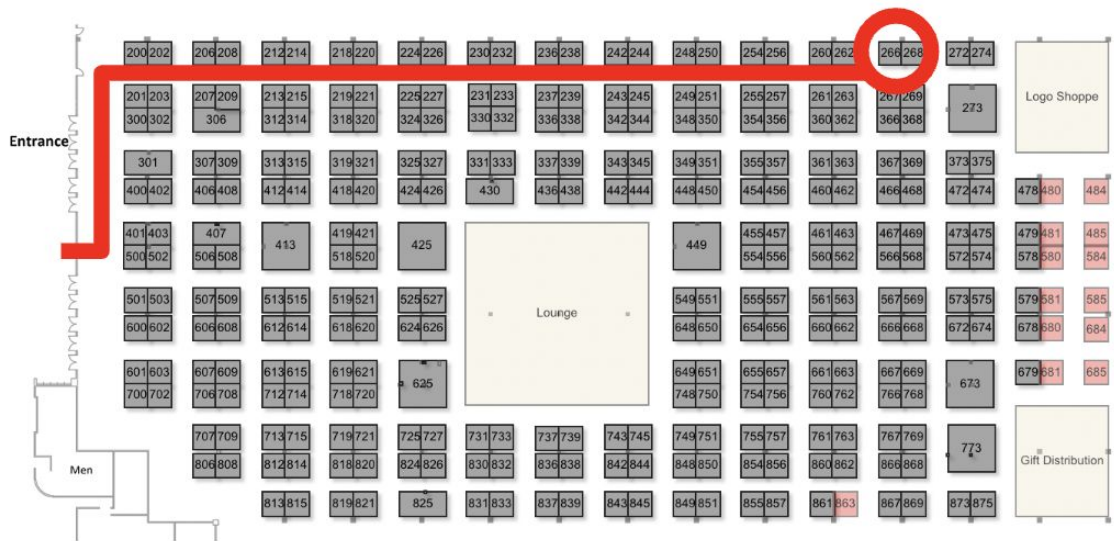 200 202 206 208 212 214 218 220 224 226 230 232 236 238 242 244 248 250 254 256 260 262 266 268 272 274
201 203 207 209 213 215 219 221 225 227 231 233 237 239 243 245 249 251 255 257 261 263 267 269 273 Logo Shoppe
300 302 306 312 314 318 320 324 326 330 332 336 338 342 344 348 350 354 356 360 362 366 368
Entrance
301 307 309 313 315 319 321 325 327 331 333 337 339 343 345 349 351 355 357 361 363 367 369 373 375
400 402 406 408 412 414 418 420 424 426 430 436 438 442 444 448 450 454 456 460 462 466 468 472 474 478 480 484
401 403 407 413 419 421 425 449 455 457 461 463 467 469 473 475 479 481 485
500 502 506 508 518 520 554 556 560 562 566 568 572 574 578 580 584
501 503 507 509 513 515 519 521 525 527 549 551 555 557 561 563 567 569 573 575 579 581 585
Lounge
600 602 606 608 612 614 618 620 624 626 648 650 654 656 660 662 666 668 672 674 678 680 684
601 603 607 609 613 615 619 621 625 649 651 655 657 661 663 667 669 673 679 681 685
700 702 706 708 712 714 718 720 748 750 754 756 760 762 766 768
707 709 713 715 719 721 725 727 731 733 737 739 743 745 749 751 755 757 761 763 767 769 773
Men
806 808 812 814 818 820 824 826 830 832 836 838 842 844 848 850 854 856 860 862 866 868 Gift Distribution
813 815 819 821 825 831 833 837 839 843 845 849 851 855 857 861 863 867 869 873 875